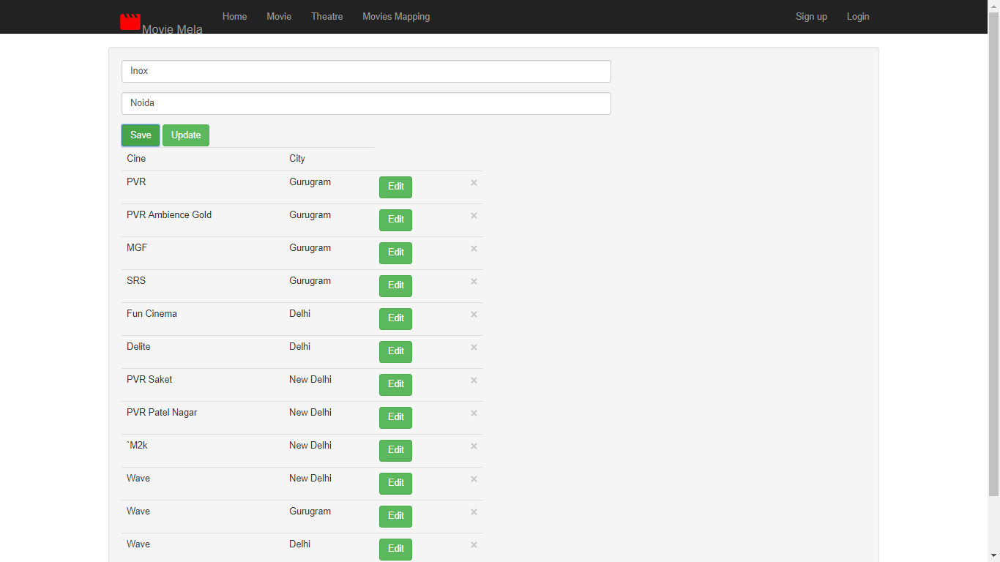 Home Movie Theatre Movies Mapping Sign up Login
Movie Mela
Inox
Noida
Save Update
Cine City
PVR Gurugram Edit ×
PVR Ambience Gold Gurugram Edit ×
MGF Gurugram Edit ×
SRS Gurugram Edit ×
Fun Cinema Delhi Edit ×
Delite Delhi Edit ×
PVR Saket New Delhi Edit ×
PVR Patel Nagar New Delhi Edit ×
`M2k New Delhi Edit ×
Wave New Delhi Edit ×
Wave Gurugram Edit ×
Wave Delhi Edit ×